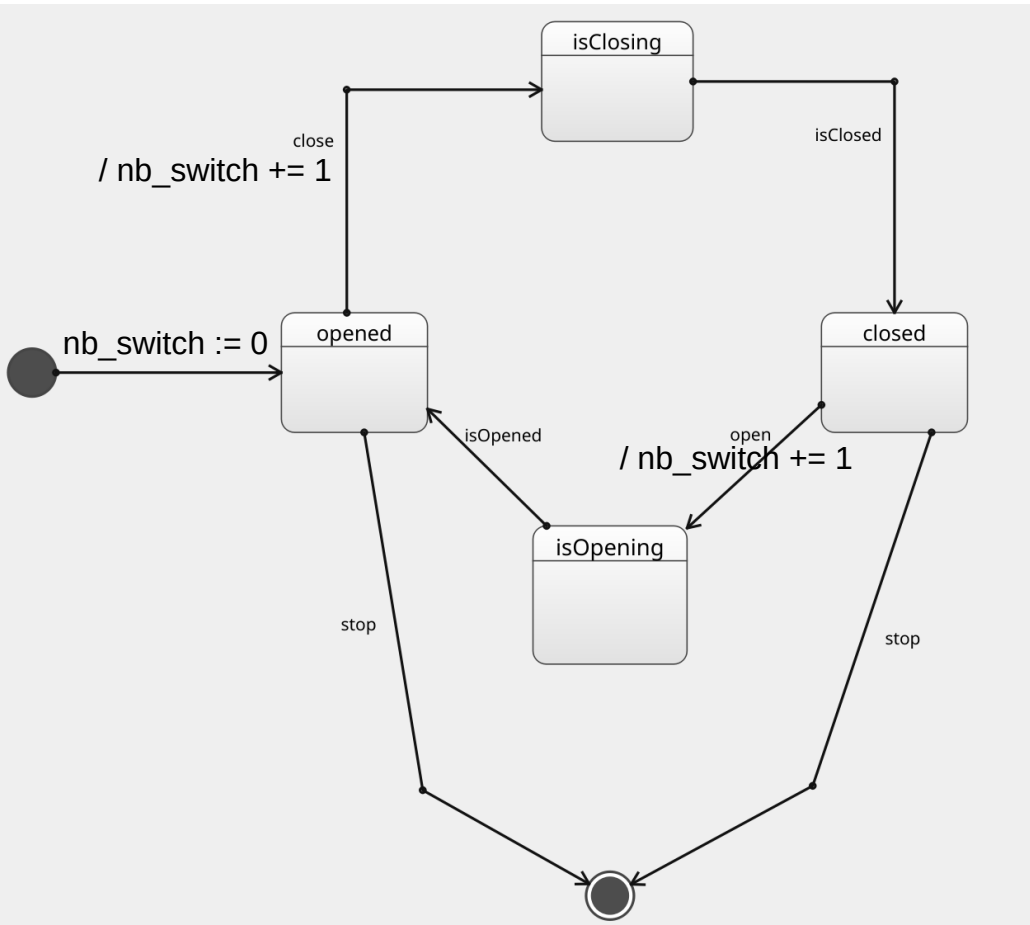 isClosing
close
/ nb_switch += 1
isClosed
nb_switch := 0
opened
closed
isOpened
open
/ nb_switch += 1
isOpening
stop
stop